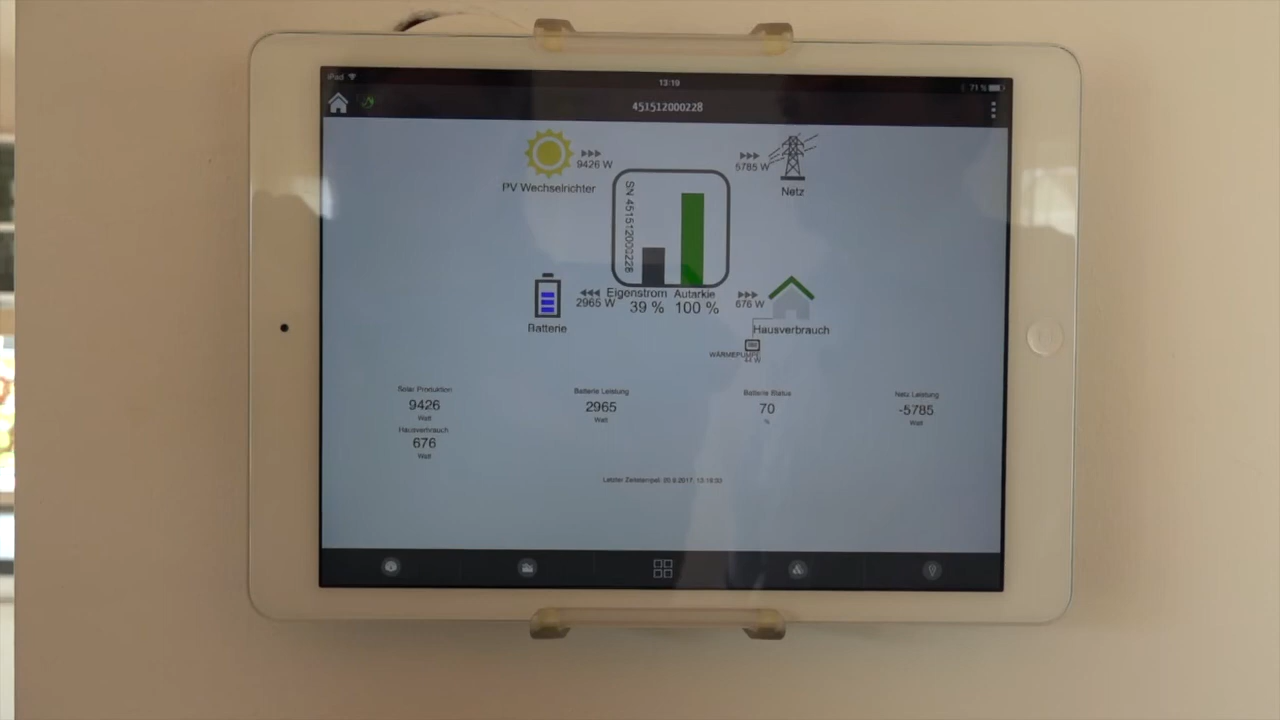 iPad
13:19
71 %
451512000228
9426 W
5785 W
PV Wechselrichter
Netz
SN 451512000228
2965 W
Eigenstrom
Autarkie
39 %
100 %
676 W
Batterie
Hausverbrauch
WÄRMEPUMPE
Solar Produktion
9426
Watt
Batterie Leistung
2965
Watt
Batterie Status
70
%
Netz Leistung
-5785
Watt
Hausverbrauch
676
Watt
Letzter Zeitstempel: